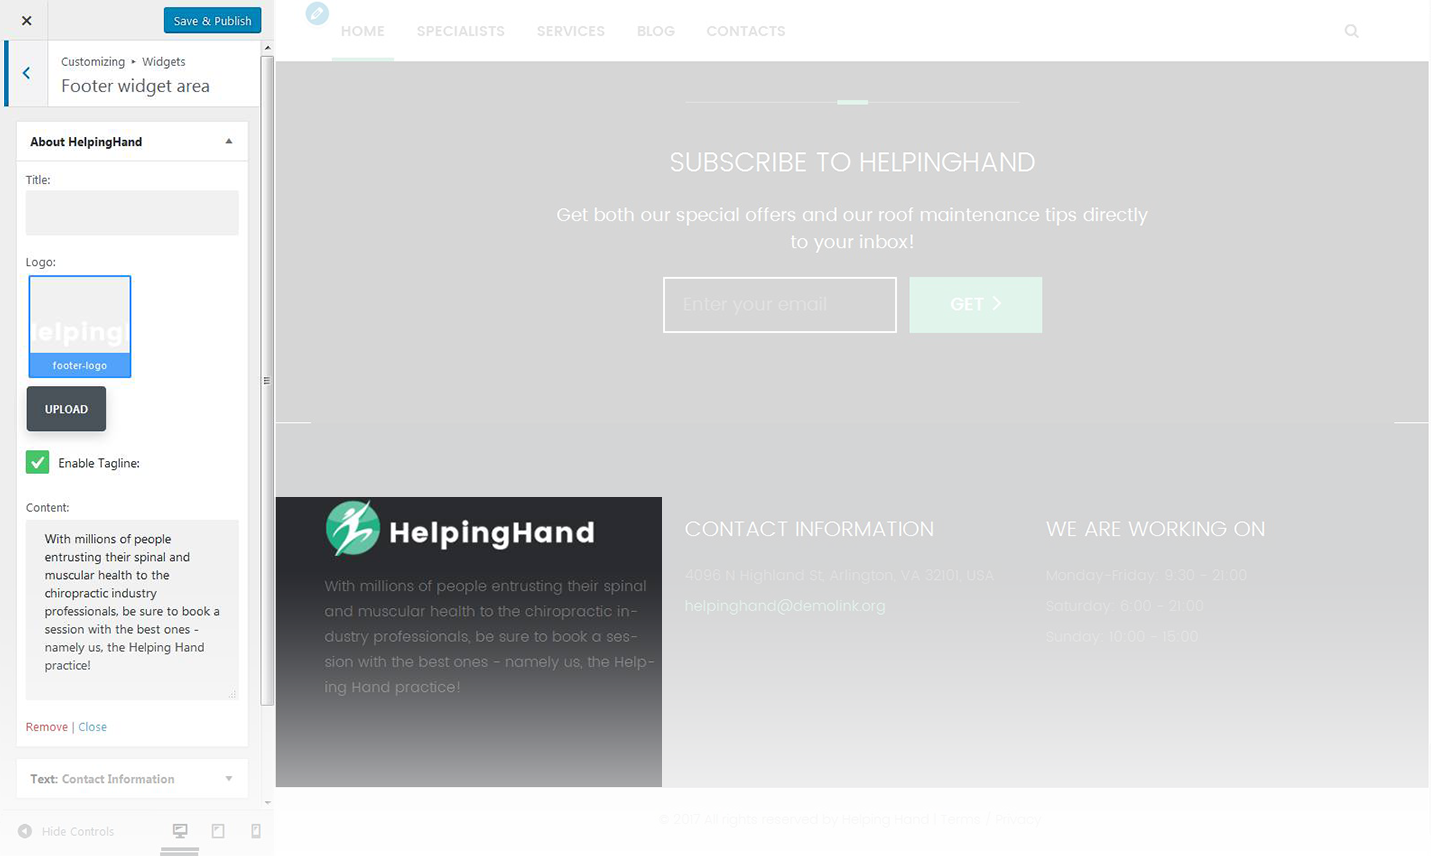 Save & Publish
Customizing ▸ Widgets
Footer widget area
About HelpingHand
Title:
Logo:
Helping
footer-logo
UPLOAD
Enable Tagline:
Content:
With millions of people
entrusting their spinal and
muscular health to the
chiropractic industry
professionals, be sure to book a
session with the best ones -
namely us, the Helping Hand
practice!
Remove | Close
Text: Contact Information
Hide Controls
HOME SPECIALISTS SERVICES BLOG CONTACTS
SUBSCRIBE TO HELPINGHAND
Get both our special offers and our roof maintenance tips directly
to your inbox!
Enter your email
GET >
HelpingHand
With millions of people entrusting their spinal
and muscular health to the chiropractic in-
dustry professionals, be sure to book a ses-
sion with the best ones - namely us, the Help-
ing Hand practice!
CONTACT INFORMATION
4096 N Highland St, Arlington, VA 32101, USA
helpinghand@demolink.org
WE ARE WORKING ON
Monday-Friday: 9:30 - 21:00
Saturday: 6:00 - 21:00
Sunday: 10:00 - 15:00
© 2017 All rights reserved by Helping Hand | Terms / Privacy